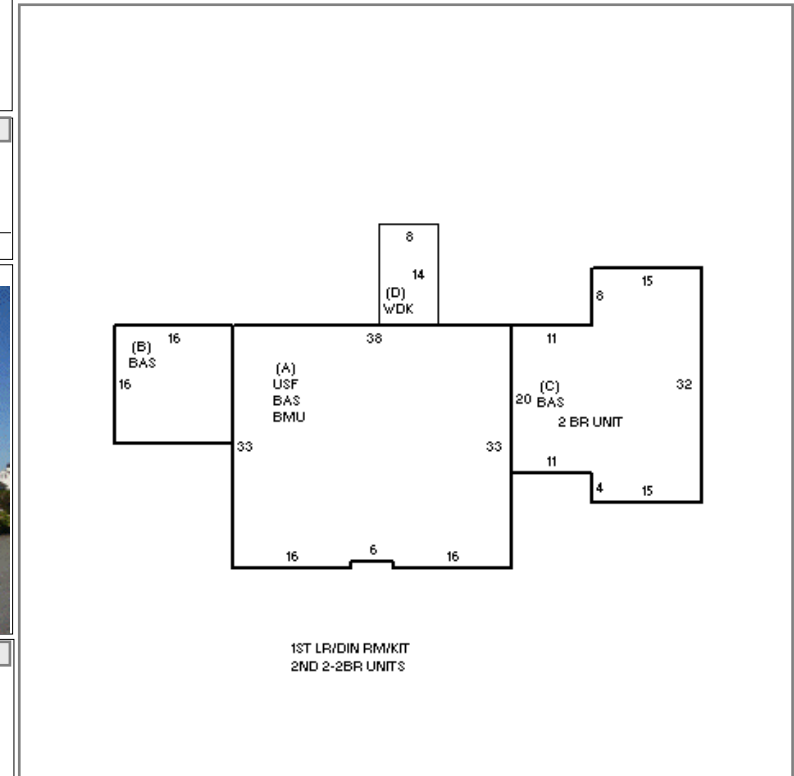 8
14
(D)
WDK
15
8
16
38
11
(B)
BAS
16
(A)
USF
BAS
BMU
20
(C)
BAS
32
2 BR UNIT
33
33
11
4
15
16
6
16
1ST LR/DIN RM/KIT
2ND 2-2BR UNITS